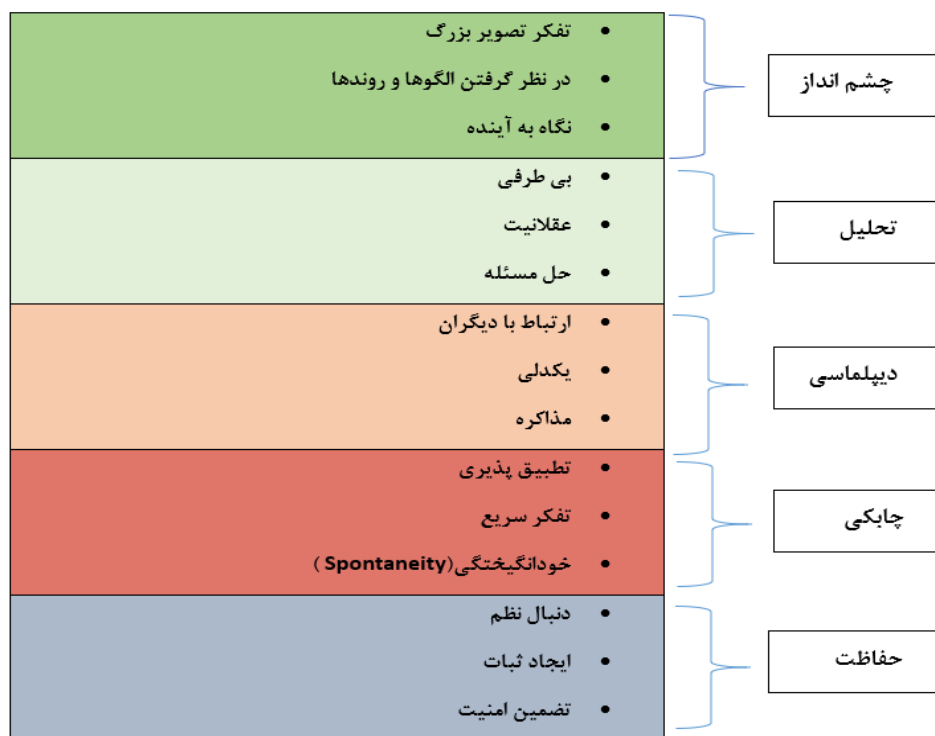 چشم انداز
• تفکر تصویر بزرگ
• در نظر گرفتن الگوها و روندها
• نگاه به آینده
تحلیل
• بی طرفی
• عقلانیت
• حل مسئله
دیپلماسی
• ارتباط با دیگران
• یکدلی
• مذاکره
چابکی
• تطبیق پذیری
• تفکر سریع
• خودانگیختگی(Spontaneity )
حفاظت
• دنبال نظم
• ایجاد ثبات
• تضمین امنیت